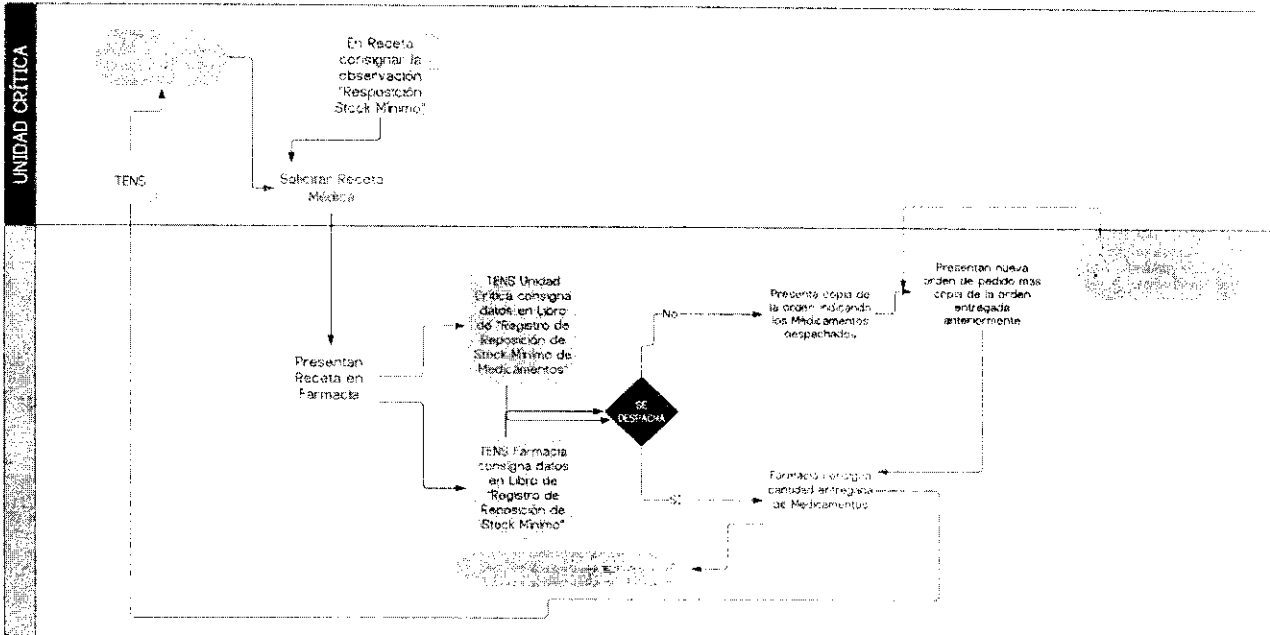 UNIDAD CRÍTICA
En Receta
consignar la
observación
"Resposición
Stock Mínimo"
TENS
Solicitar Receta
Médica
TENS Unidad
Crítica consigna
datos en Libro
de "Registro de
Reposición de
Stock Mínimo de
Medicamentos"
Presentan
Receta en
Farmacia
TENS Farmacia
consigna datos
en Libro de
"Registro de
Reposición de
Stock Mínimo"
SE
DESPACHA
No
SI
Presenta copia de
la orden indicando
los Medicamentos
despachados
Presentan nueva
orden de pedido mas
copia de la orden
entregada
anteriormente
Farmacia consigna
cantidad entregada
de Medicamentos